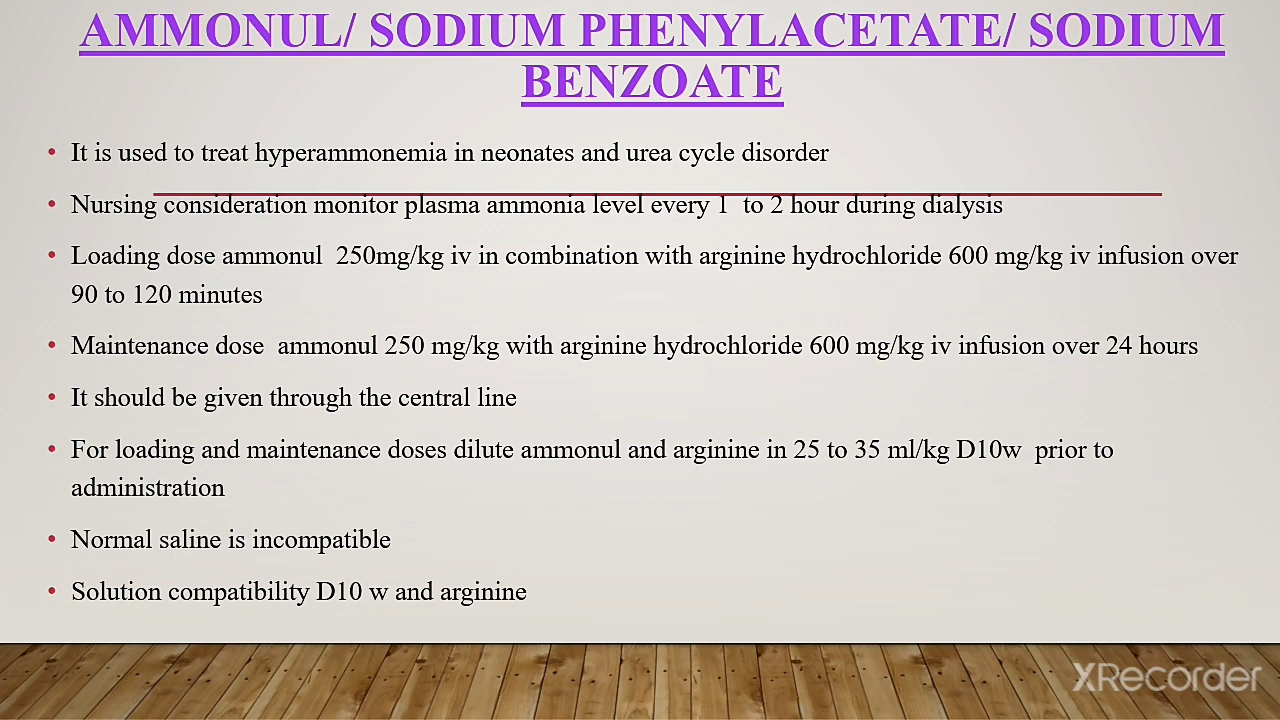 AMMONUL/ SODIUM PHENYLACETATE/ SODIUM
BENZOATE
• It is used to treat hyperammonemia in neonates and urea cycle disorder
• Nursing consideration monitor plasma ammonia level every 1  to 2 hour during dialysis
• Loading dose ammonul  250mg/kg iv in combination with arginine hydrochloride 600 mg/kg iv infusion over
90 to 120 minutes
• Maintenance dose  ammonul 250 mg/kg with arginine hydrochloride 600 mg/kg iv infusion over 24 hours
• It should be given through the central line
• For loading and maintenance doses dilute ammonul and arginine in 25 to 35 ml/kg D10w  prior to
administration
• Normal saline is incompatible
• Solution compatibility D10 w and arginine
XRecorder